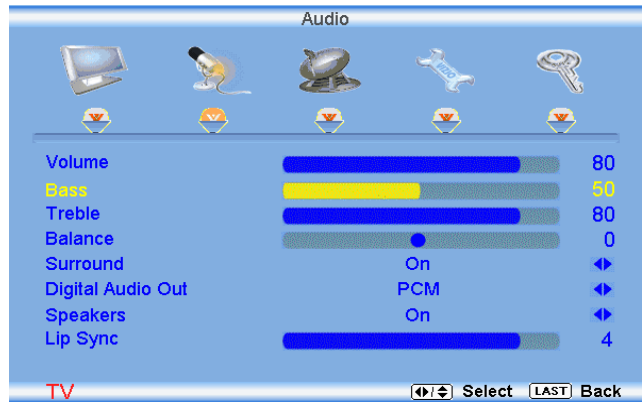 Audio
Volume 80
Bass 50
Treble 80
Balance 0
Surround On
Digital Audio Out PCM
Speakers On
Lip Sync 4
TV Select LAST Back